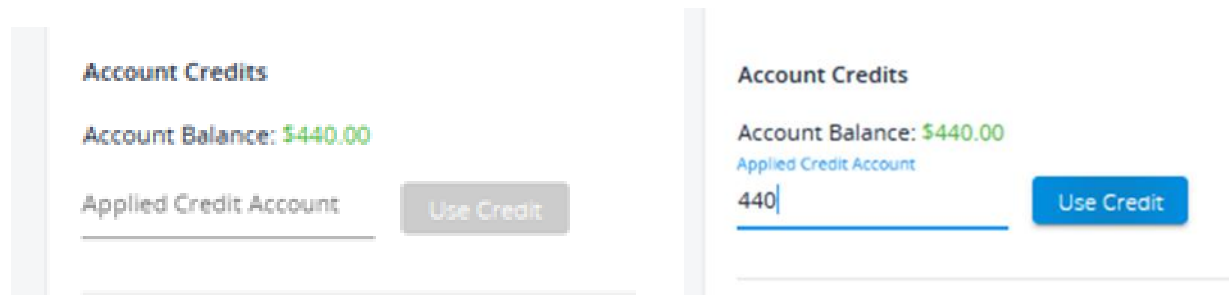 Account Credits
Account Balance: $440.00
Applied Credit Account
Use Credit
Account Credits
Account Balance: $440.00
Applied Credit Account
440
Use Credit